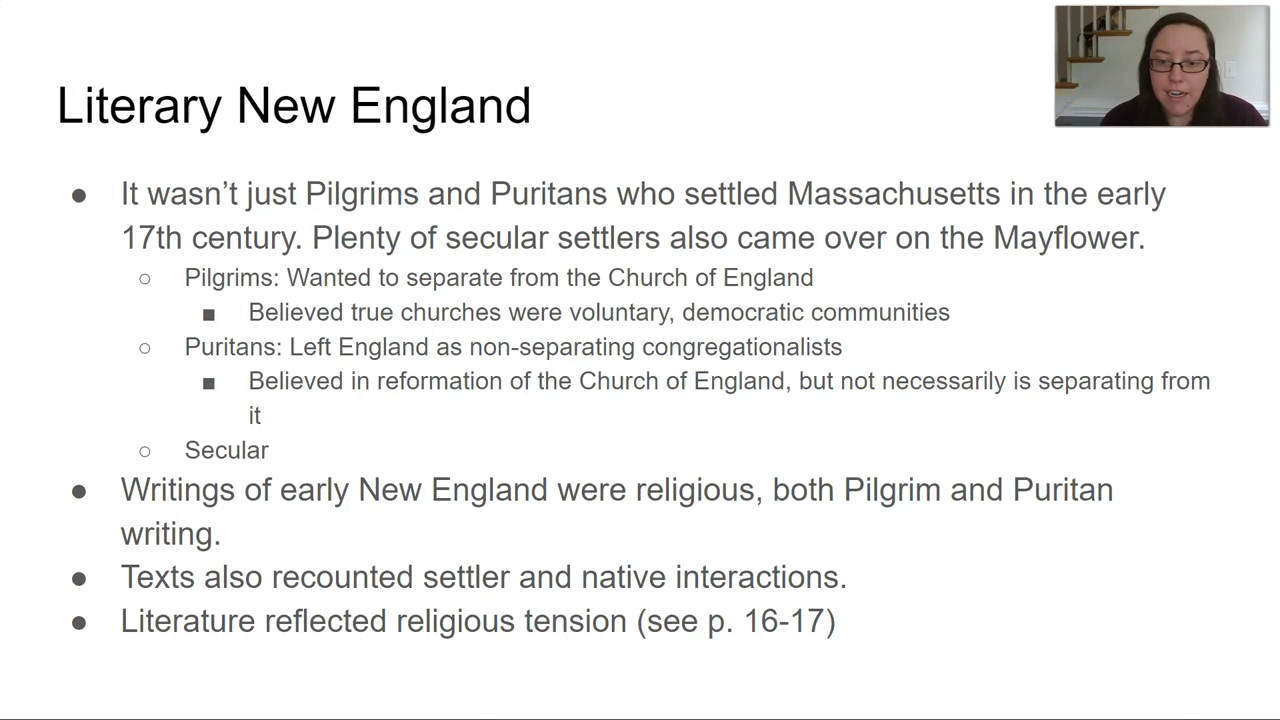 Literary New England
● It wasn’t just Pilgrims and Puritans who settled Massachusetts in the early
17th century. Plenty of secular settlers also came over on the Mayflower.
○ Pilgrims: Wanted to separate from the Church of England
■ Believed true churches were voluntary, democratic communities
○ Puritans: Left England as non-separating congregationalists
■ Believed in reformation of the Church of England, but not necessarily is separating from
it
○ Secular
● Writings of early New England were religious, both Pilgrim and Puritan
writing.
● Texts also recounted settler and native interactions.
● Literature reflected religious tension (see p. 16-17)